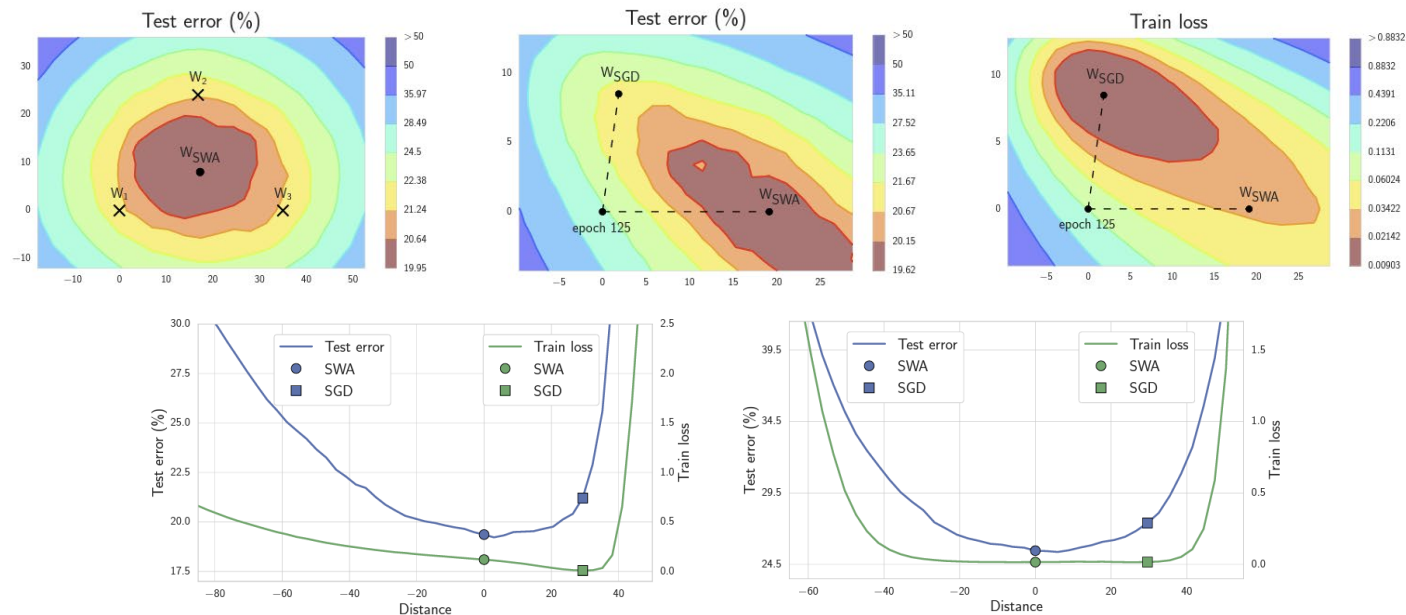 Test error (%)
30
20
10
0
−10
−10
0
10
20
30
40
50
W2
WSWA
W1
W3
> 50
50
35.97
28.49
24.5
22.38
21.24
20.64
19.95
Test error (%)
10
5
0
−5
0
5
10
15
20
25
WSGD
WSWA
epoch 125
> 50
50
35.11
27.52
23.65
21.67
20.67
20.15
19.62
Train loss
10
5
0
−5
0
5
10
15
20
25
WSGD
WSWA
epoch 125
> 0.8832
0.8832
0.4391
0.2206
0.1131
0.06024
0.03422
0.02142
0.00903
30.0
27.5
25.0
22.5
20.0
17.5
Test error (%)
Test error
SWA
SGD
Train loss
SWA
SGD
2.5
2.0
1.5
1.0
0.5
0.0
Train loss
−80
−60
−40
−20
0
20
40
Distance
39.5
34.5
29.5
24.5
Test error (%)
Test error
SWA
SGD
Train loss
SWA
SGD
1.5
1.0
0.5
0.0
Train loss
−60
−40
−20
0
20
40
Distance